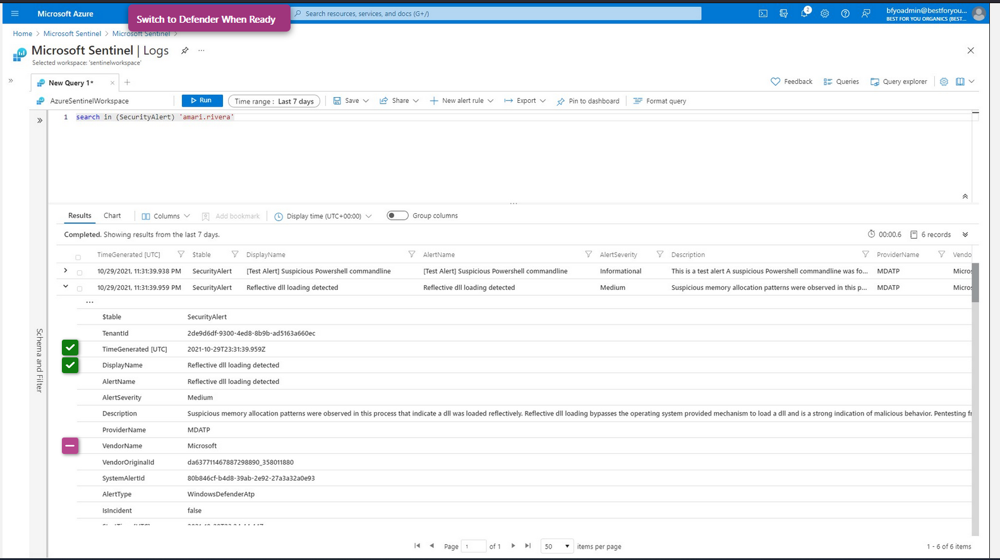 Microsoft Azure
Switch to Defender When Ready
Search resources, services, and docs (G+/)
2
bfyoadmin@bestforyou...
BEST FOR YOU ORGANICS (BEST...
Home > Microsoft Sentinel > Microsoft Sentinel >
Microsoft Sentinel | Logs
Selected workspace: 'sentinelworkspace'
New Query 1*
Feedback
Queries
Query explorer
AzureSentinelWorkspace
Run
Time range : Last 7 days
Save
Share
New alert rule
Export
Pin to dashboard
Format query
1 search in (SecurityAlert) 'amari.rivera'
Schema and Filter
Results
Chart
Columns
Add bookmark
Display time (UTC+00:00)
Group columns
Completed. Showing results from the last 7 days.
00:00.6
6 records
TimeGenerated [UTC] $table DisplayName AlertName AlertSeverity Description ProviderName Vendo
10/29/2021, 11:31:39.938 PM SecurityAlert [Test Alert] Suspicious Powershell commandline [Test Alert] Suspicious Powershell commandline Informational This is a test alert A suspicious Powershell commandline was fo... MDATP Micros
10/29/2021, 11:31:39.959 PM SecurityAlert Reflective dll loading detected Reflective dll loading detected Medium Suspicious memory allocation patterns were observed in this p... MDATP Micros
...
$table SecurityAlert
TenantId 2de9d6df-9300-4ed8-8b9b-ad5163a660ec
TimeGenerated [UTC] 2021-10-29T23:31:39.959Z
DisplayName Reflective dll loading detected
AlertName Reflective dll loading detected
AlertSeverity Medium
Description Suspicious memory allocation patterns were observed in this process that indicate a dll was loaded reflectively. Reflective dll loading bypasses the operating system provided mechanism to load a dll and is a strong indication of malicious behavior. Pentesting fr
ProviderName MDATP
VendorName Microsoft
VendorOriginalId da637711467887298890_358011880
SystemAlertId 80b846cf-b4d8-39ab-2e92-27a3a32a0e93
AlertType WindowsDefenderAtp
IsIncident false
Page 1 of 1
50 items per page
1 - 6 of 6 items